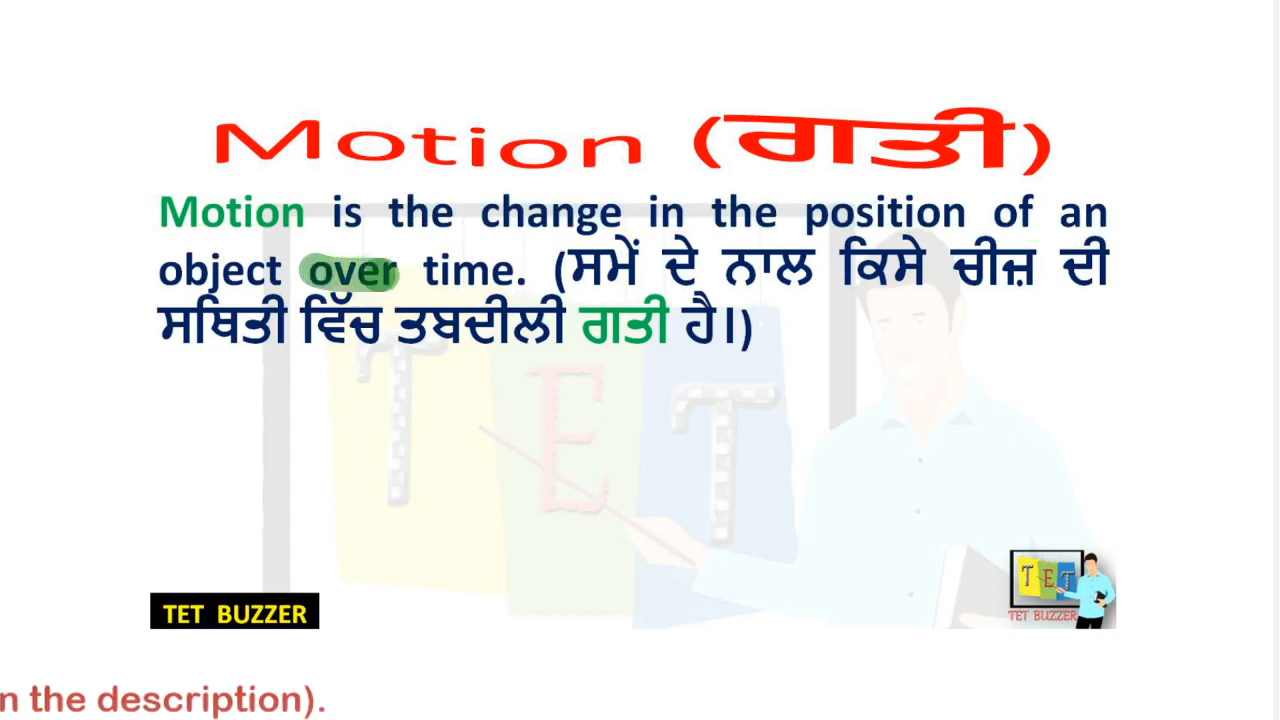 Motion (ਗਤੀ)
Motion is the change in the position of an
object over time. (ਸਮੇਂ ਦੇ ਨਾਲ ਕਿਸੇ ਚੀਜ਼ ਦੀ
ਸਥਿਤੀ ਵਿੱਚ ਤਬਦੀਲੀ ਗਤੀ ਹੈ।)
T E T
T E T
TET BUZZER
TET BUZZER
n the description).